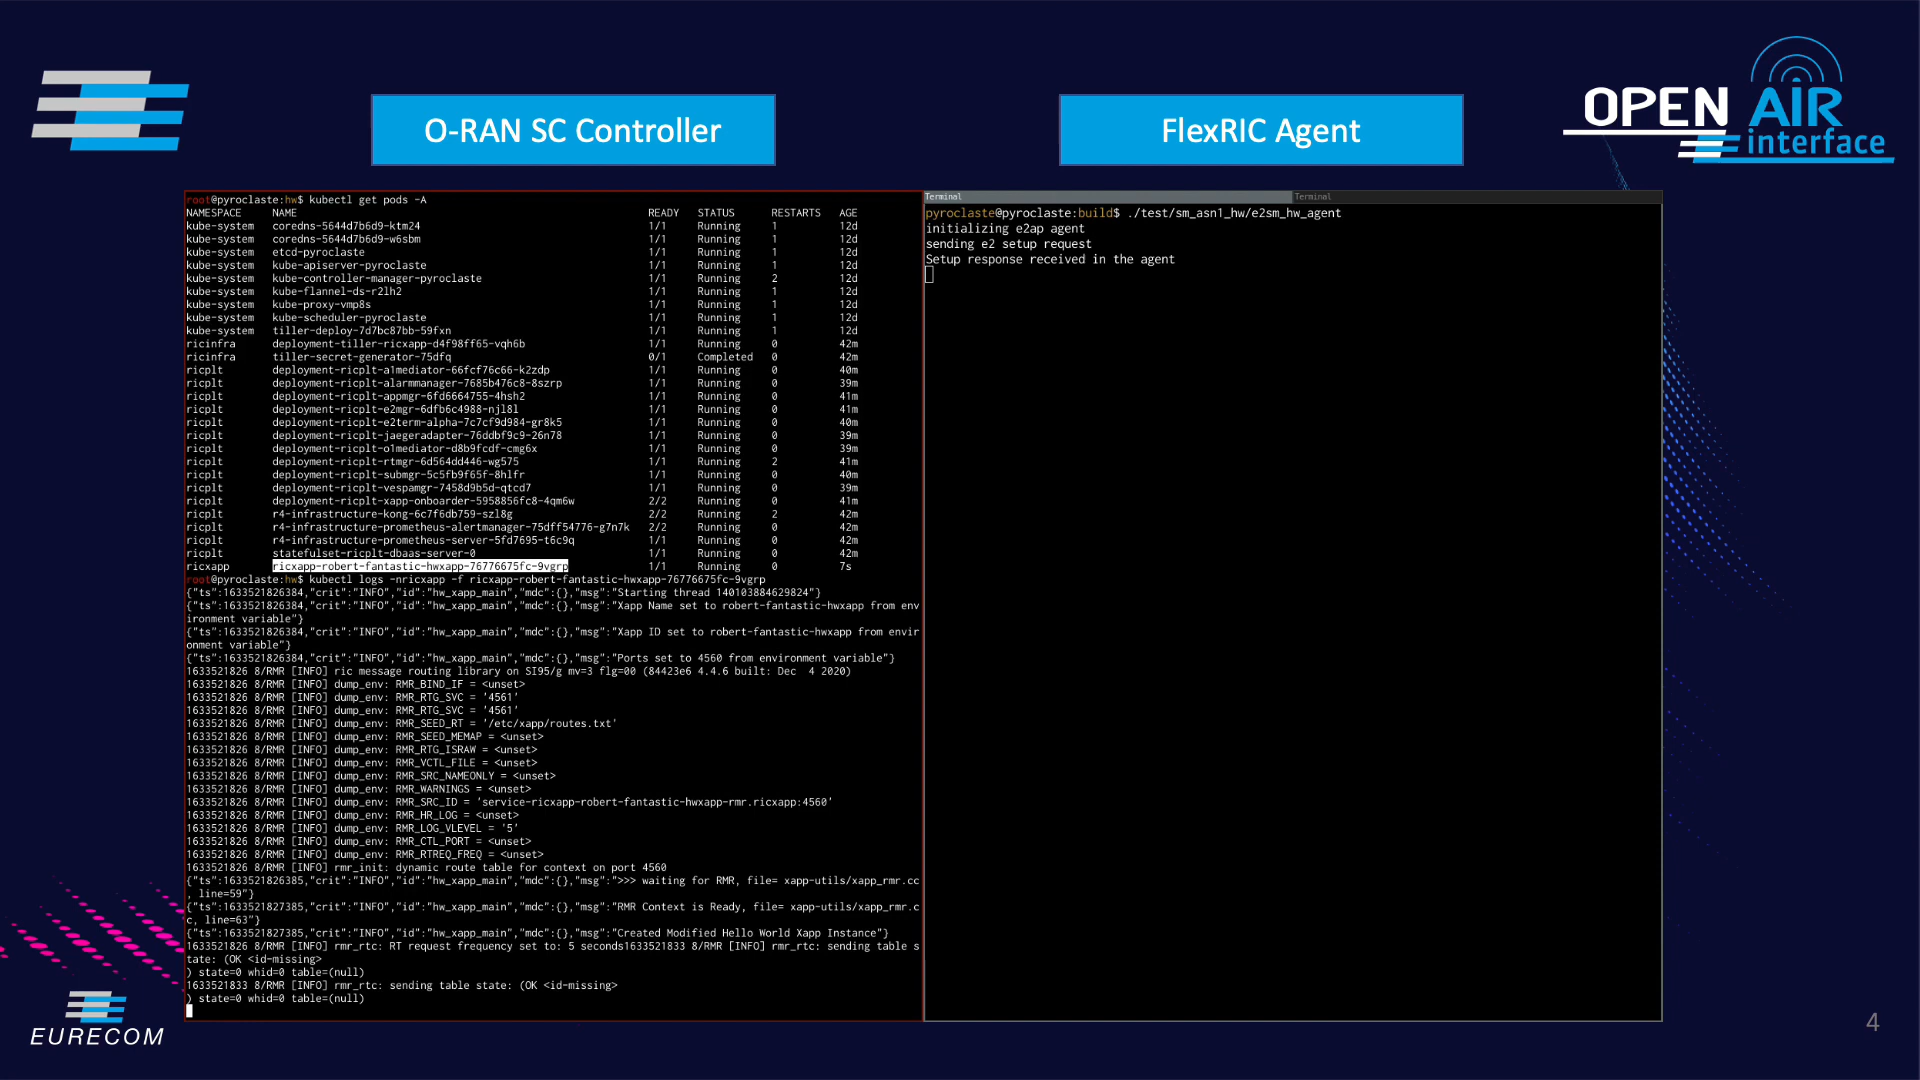 O-RAN SC Controller
FlexRIC Agent
OPEN AIR
interface
root@pyroclaste:hw$ kubectl get pods -A
NAMESPACE NAME READY STATUS RESTARTS AGE
kube-system coredns-5644d7b6d9-ktm24 1/1 Running 1 12d
kube-system coredns-5644d7b6d9-w6sbm 1/1 Running 1 12d
kube-system etcd-pyroclaste 1/1 Running 1 12d
kube-system kube-apiserver-pyroclaste 1/1 Running 1 12d
kube-system kube-controller-manager-pyroclaste 1/1 Running 2 12d
kube-system kube-flannel-ds-r2lh2 1/1 Running 1 12d
kube-system kube-proxy-vmp8s 1/1 Running 1 12d
kube-system kube-scheduler-pyroclaste 1/1 Running 1 12d
kube-system tiller-deploy-7d7bc87bb-59fxn 1/1 Running 1 12d
ricinfra deployment-tiller-ricxapp-d4f98ff65-vqh6b 1/1 Running 0 42m
ricinfra tiller-secret-generator-75dfq 0/1 Completed 0 42m
ricplt deployment-ricplt-a1mediator-66fcf76c66-k2zdp 1/1 Running 0 40m
ricplt deployment-ricplt-alarmmanager-7685b476c8-8szrp 1/1 Running 0 39m
ricplt deployment-ricplt-appmgr-6fd6664755-4hsh2 1/1 Running 0 41m
ricplt deployment-ricplt-e2mgr-6dfb6c4988-njl8l 1/1 Running 0 41m
ricplt deployment-ricplt-e2term-alpha-7c7cf9d984-gr8k5 1/1 Running 0 40m
ricplt deployment-ricplt-jaegeradapter-76ddbf9c9-26n78 1/1 Running 0 39m
ricplt deployment-ricplt-o1mediator-d8b9fcdf-cmg6x 1/1 Running 0 39m
ricplt deployment-ricplt-rtmgr-6d564dd446-wg575 1/1 Running 2 41m
ricplt deployment-ricplt-submgr-5c5fb9f65f-8hlfr 1/1 Running 0 40m
ricplt deployment-ricplt-vespamgr-7458d9b5d-qtcd7 1/1 Running 0 39m
ricplt deployment-ricplt-xapp-onboarder-5958856fc8-4qm6w 2/2 Running 0 41m
ricplt r4-infrastructure-kong-6c7f6db759-szl8g 2/2 Running 2 42m
ricplt r4-infrastructure-prometheus-alertmanager-75dff54776-g7n7k 2/2 Running 0 42m
ricplt r4-infrastructure-prometheus-server-5fd7695-t6c9q 1/1 Running 0 42m
ricplt statefulset-ricplt-dbaas-server-0 1/1 Running 0 42m
ricxapp ricxapp-robert-fantastic-hwxapp-76776675fc-9vgrp 1/1 Running 0 7s
root@pyroclaste:hw$ kubectl logs -nricxapp -f ricxapp-robert-fantastic-hwxapp-76776675fc-9vgrp
{"ts":1633521826384,"crit":"INFO","id":"hw_xapp_main","mdc":{},"msg":"Starting thread 140103884629824"}
{"ts":1633521826384,"crit":"INFO","id":"hw_xapp_main","mdc":{},"msg":"Xapp Name set to robert-fantastic-hwxapp from env
ironment variable"}
{"ts":1633521826384,"crit":"INFO","id":"hw_xapp_main","mdc":{},"msg":"Xapp ID set to robert-fantastic-hwxapp from envir
onment variable"}
{"ts":1633521826384,"crit":"INFO","id":"hw_xapp_main","mdc":{},"msg":"Ports set to 4560 from environment variable"}
1633521826 8/RMR [INFO] ric message routing library on SI95/g mv=3 flg=00 (84423e6 4.4.6 built: Dec  4 2020)
1633521826 8/RMR [INFO] dump_env: RMR_BIND_IF = <unset>
1633521826 8/RMR [INFO] dump_env: RMR_RTG_SVC = '4561'
1633521826 8/RMR [INFO] dump_env: RMR_RTG_SVC = '4561'
1633521826 8/RMR [INFO] dump_env: RMR_SEED_RT = '/etc/xapp/routes.txt'
1633521826 8/RMR [INFO] dump_env: RMR_SEED_MEMAP = <unset>
1633521826 8/RMR [INFO] dump_env: RMR_RTG_ISRAW = <unset>
1633521826 8/RMR [INFO] dump_env: RMR_VCTL_FILE = <unset>
1633521826 8/RMR [INFO] dump_env: RMR_SRC_NAMEONLY = <unset>
1633521826 8/RMR [INFO] dump_env: RMR_WARNINGS = <unset>
1633521826 8/RMR [INFO] dump_env: RMR_SRC_ID = 'service-ricxapp-robert-fantastic-hwxapp-rmr.ricxapp:4560'
1633521826 8/RMR [INFO] dump_env: RMR_HR_LOG = <unset>
1633521826 8/RMR [INFO] dump_env: RMR_LOG_VLEVEL = '5'
1633521826 8/RMR [INFO] dump_env: RMR_CTL_PORT = <unset>
1633521826 8/RMR [INFO] dump_env: RMR_RTREQ_FREQ = <unset>
1633521826 8/RMR [INFO] rmr_init: dynamic route table for context on port 4560
{"ts":1633521826385,"crit":"INFO","id":"hw_xapp_main","mdc":{},"msg":">>> waiting for RMR, file= xapp-utils/xapp_rmr.cc
, line=59"}
{"ts":1633521827385,"crit":"INFO","id":"hw_xapp_main","mdc":{},"msg":"RMR Context is Ready, file= xapp-utils/xapp_rmr.c
c, line=63"}
{"ts":1633521827385,"crit":"INFO","id":"hw_xapp_main","mdc":{},"msg":"Created Modified Hello World Xapp Instance"}
1633521826 8/RMR [INFO] rmr_rtc: RT request frequency set to: 5 seconds1633521833 8/RMR [INFO] rmr_rtc: sending table s
tate: (OK <id-missing>
) state=0 whid=0 table=(null)
1633521833 8/RMR [INFO] rmr_rtc: sending table state: (OK <id-missing>
) state=0 whid=0 table=(null)
Terminal
Terminal
pyroclaste@pyroclaste:build$ ./test/sm_asn1_hw/e2sm_hw_agent
initializing e2ap agent
sending e2 setup request
Setup response received in the agent
EURECOM
4